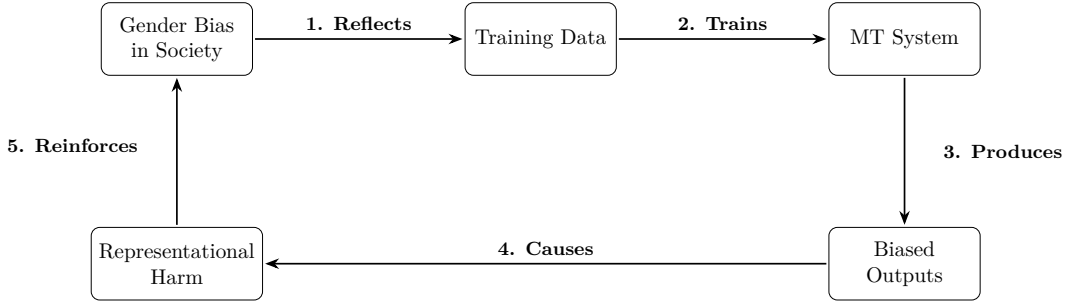 Gender Bias
in Society
1. Reflects
Training Data
2. Trains
MT System
3. Produces
Biased
Outputs
4. Causes
Representational
Harm
5. Reinforces